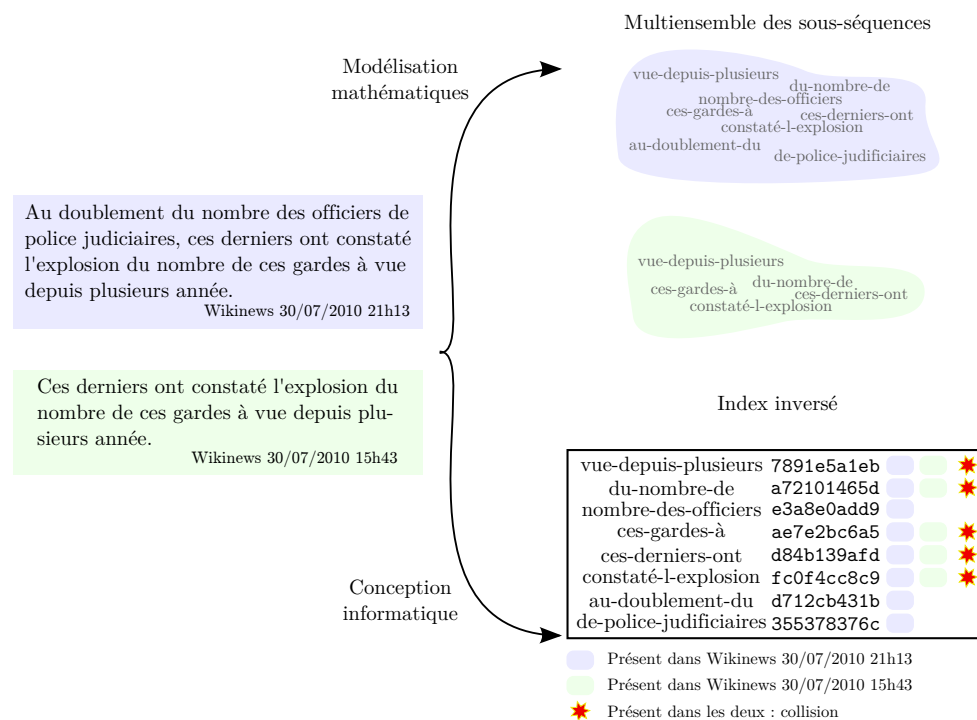 Multiensemble des sous-séquences
Modélisation
mathématiques
vue-depuis-plusieurs
du-nombre-de
nombre-des-officiers
ces-gardes-à
ces-derniers-ont
constaté-l-explosion
au-doublement-du
de-police-judificiaires
Au doublement du nombre des officiers de
police judiciaires, ces derniers ont constaté
l'explosion du nombre de ces gardes à vue
depuis plusieurs année.
Wikinews 30/07/2010 21h13
vue-depuis-plusieurs
du-nombre-de
ces-gardes-à
ces-derniers-ont
constaté-l-explosion
Ces derniers ont constaté l'explosion du
nombre de ces gardes à vue depuis plu-
sieurs année.
Wikinews 30/07/2010 15h43
Index inversé
vue-depuis-plusieurs 7891e5a1eb
du-nombre-de a72101465d
nombre-des-officiers e3a8e0add9
ces-gardes-à ae7e2bc6a5
ces-derniers-ont d84b139afd
constaté-l-explosion fc0f4cc8c9
au-doublement-du d712cb431b
de-police-judificiaires 355378376c
Conception
informatique
Présent dans Wikinews 30/07/2010 21h13
Présent dans Wikinews 30/07/2010 15h43
Présent dans les deux : collision